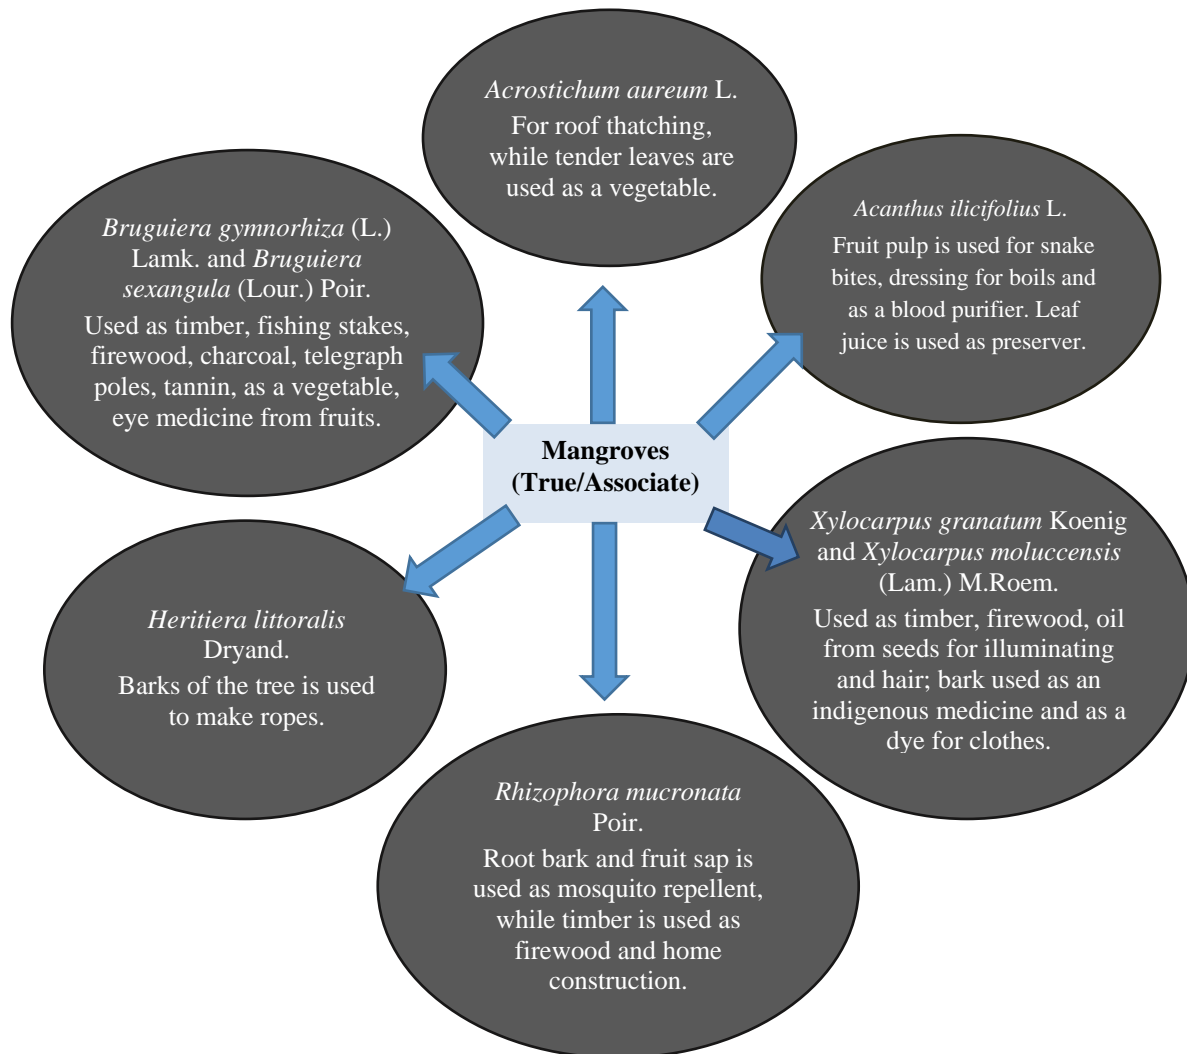 Acrostichum aureum L.
For roof thatching,
while tender leaves are
used as a vegetable.
Acanthus ilicifolius L.
Fruit pulp is used for snake
bites, dressing for boils and
as a blood purifier. Leaf
juice is used as preserver.
Bruguiera gymnorhiza (L.)
Lamk. and Bruguiera
sexangula (Lour.) Poir.
Used as timber, fishing stakes,
firewood, charcoal, telegraph
poles, tannin, as a vegetable,
eye medicine from fruits.
Mangroves
(True/Associate)
Xylocarpus granatum Koenig
and Xylocarpus moluccensis
(Lam.) M.Roem.
Used as timber, firewood, oil
from seeds for illuminating
and hair; bark used as an
indigenous medicine and as a
dye for clothes.
Heritiera littoralis
Dryand.
Barks of the tree is used
to make ropes.
Rhizophora mucronata
Poir.
Root bark and fruit sap is
used as mosquito repellent,
while timber is used as
firewood and home
construction.